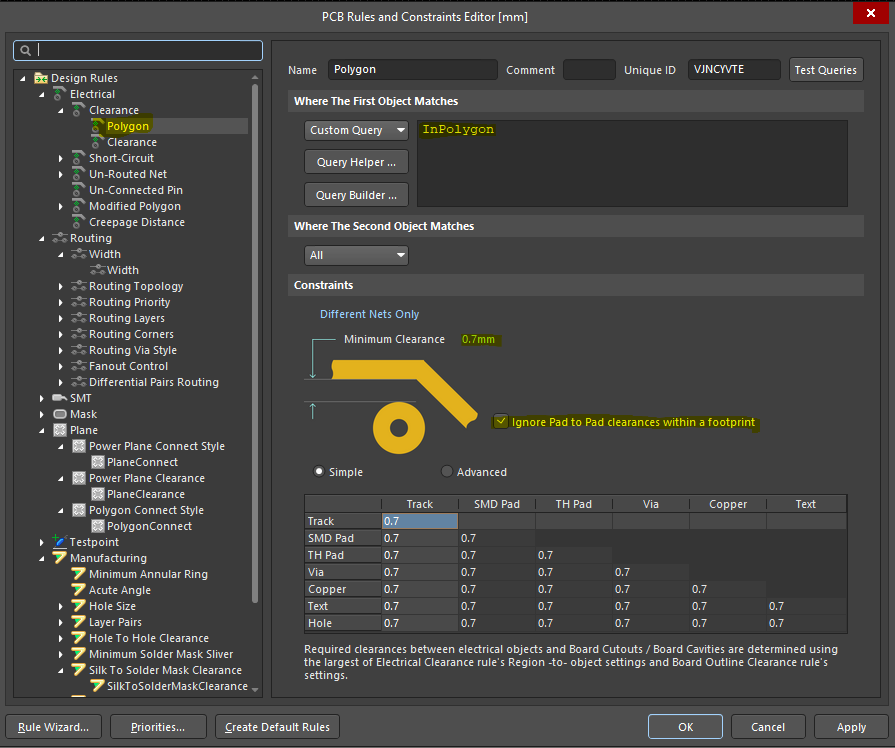 PCB Rules and Constraints Editor [mm]
Design Rules
Electrical
Clearance
Polygon
Clearance
Short-Circuit
Un-Routed Net
Un-Connected Pin
Modified Polygon
Creepage Distance
Routing
Width
Width
Routing Topology
Routing Priority
Routing Layers
Routing Corners
Routing Via Style
Fanout Control
Differential Pairs Routing
SMT
Mask
Plane
Power Plane Connect Style
PlaneConnect
Power Plane Clearance
PlaneClearance
Polygon Connect Style
PolygonConnect
Testpoint
Manufacturing
Minimum Annular Ring
Acute Angle
Hole Size
Layer Pairs
Hole To Hole Clearance
Minimum Solder Mask Sliver
Silk To Solder Mask Clearance
SilkToSolderMaskClearance
Name Polygon Comment Unique ID VJNCYVTE Test Queries
Where The First Object Matches
Custom Query InPolygon
Query Helper ...
Query Builder ...
Where The Second Object Matches
All
Constraints
Different Nets Only
Minimum Clearance 0.7mm
Ignore Pad to Pad clearances within a footprint
Simple Advanced
Track SMD Pad TH Pad Via Copper Text
Track 0.7
SMD Pad 0.7 0.7
TH Pad 0.7 0.7 0.7
Via 0.7 0.7 0.7 0.7
Copper 0.7 0.7 0.7 0.7 0.7
Text 0.7 0.7 0.7 0.7 0.7 0.7
Hole 0.7 0.7 0.7 0.7 0.7 0.7
Required clearances between electrical objects and Board Cutouts / Board Cavities are determined using
the largest of Electrical Clearance rule's Region -to- object settings and Board Outline Clearance rule's
settings.
Rule Wizard... Priorities... Create Default Rules OK Cancel Apply